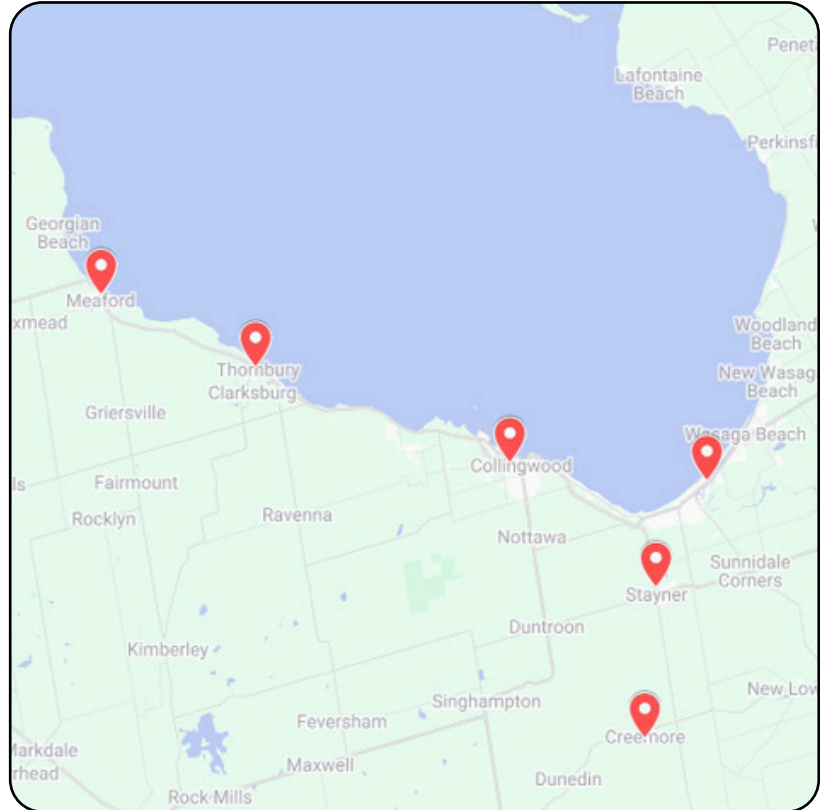 Penet
Lafontaine
Beach
Perkinsfi
Georgian
Beach
Meaford
xmead
Woodland
Beach
Thornbury
Clarksburg
New Wasag
Beach
Griersville
Wasaga Beach
Collingwood
ls
Fairmount
Rocklyn
Ravenna
Nottawa
Sunnidale
Corners
Stayner
Duntroon
Kimberley
New Low
Singhampton
Feversham
Creemore
Markdale
rhead
Maxwell
Dunedin
Rock Mills